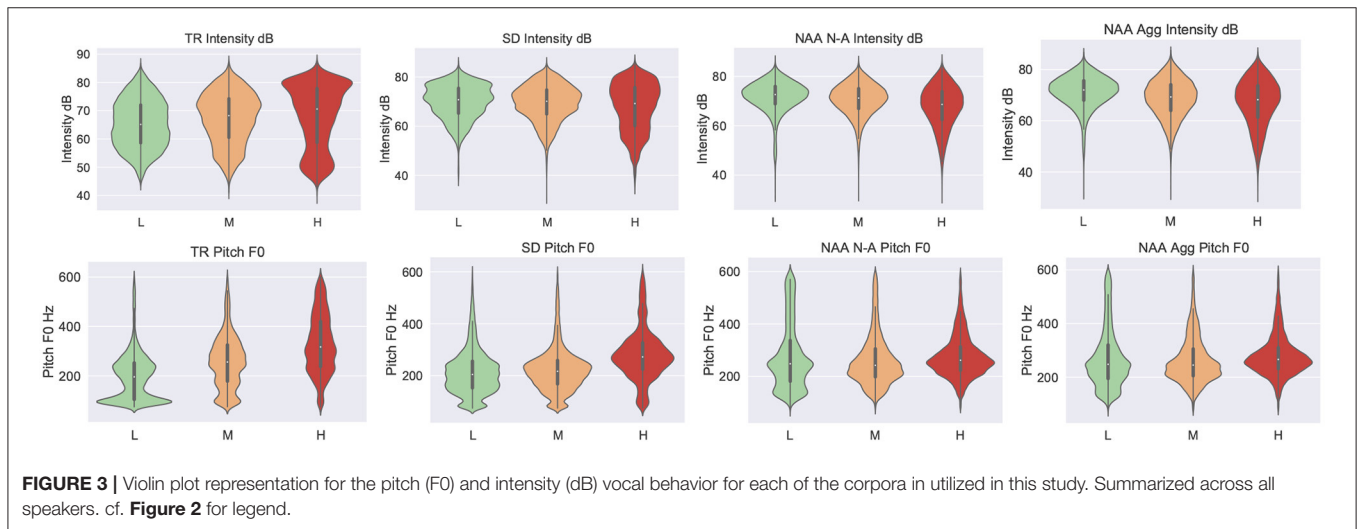 TR Intensity dB
SD Intensity dB
NAA N-A Intensity dB
NAA Agg Intensity dB
Intensity dB
90
80
70
60
50
40
L M H
Intensity dB
80
60
40
L M H
Intensity dB
80
60
40
L M H
Intensity dB
80
60
40
L M H
TR Pitch F0
SD Pitch F0
NAA N-A Pitch F0
NAA Agg Pitch F0
Pitch F0 Hz
600
400
200
L M H
Pitch F0 Hz
600
400
200
L M H
Pitch F0 Hz
600
400
200
L M H
Pitch F0 Hz
600
400
200
0
L M H
FIGURE 3 | Violin plot representation for the pitch (F0) and intensity (dB) vocal behavior for each of the corpora in utilized in this study. Summarized across all
speakers. cf. Figure 2 for legend.